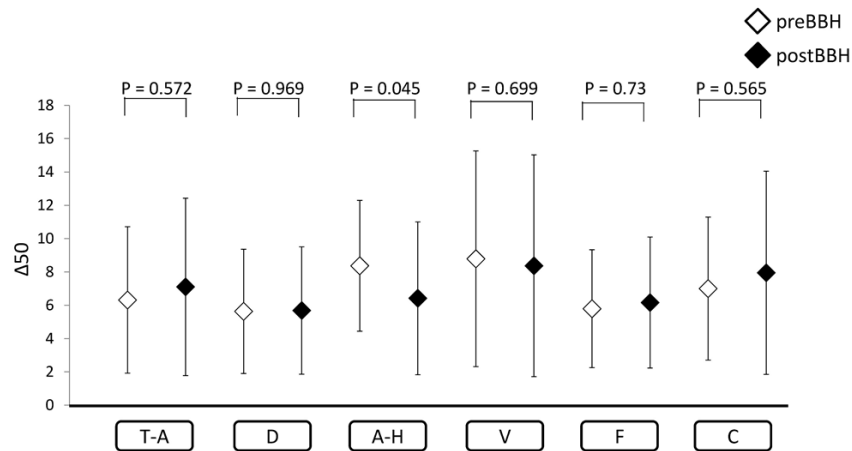 preBBH
postBBH
P = 0.572 P = 0.969 P = 0.045 P = 0.699 P = 0.73 P = 0.565
18
16
14
12
10
8
6
4
2
0
Δ50
T-A D A-H V F C